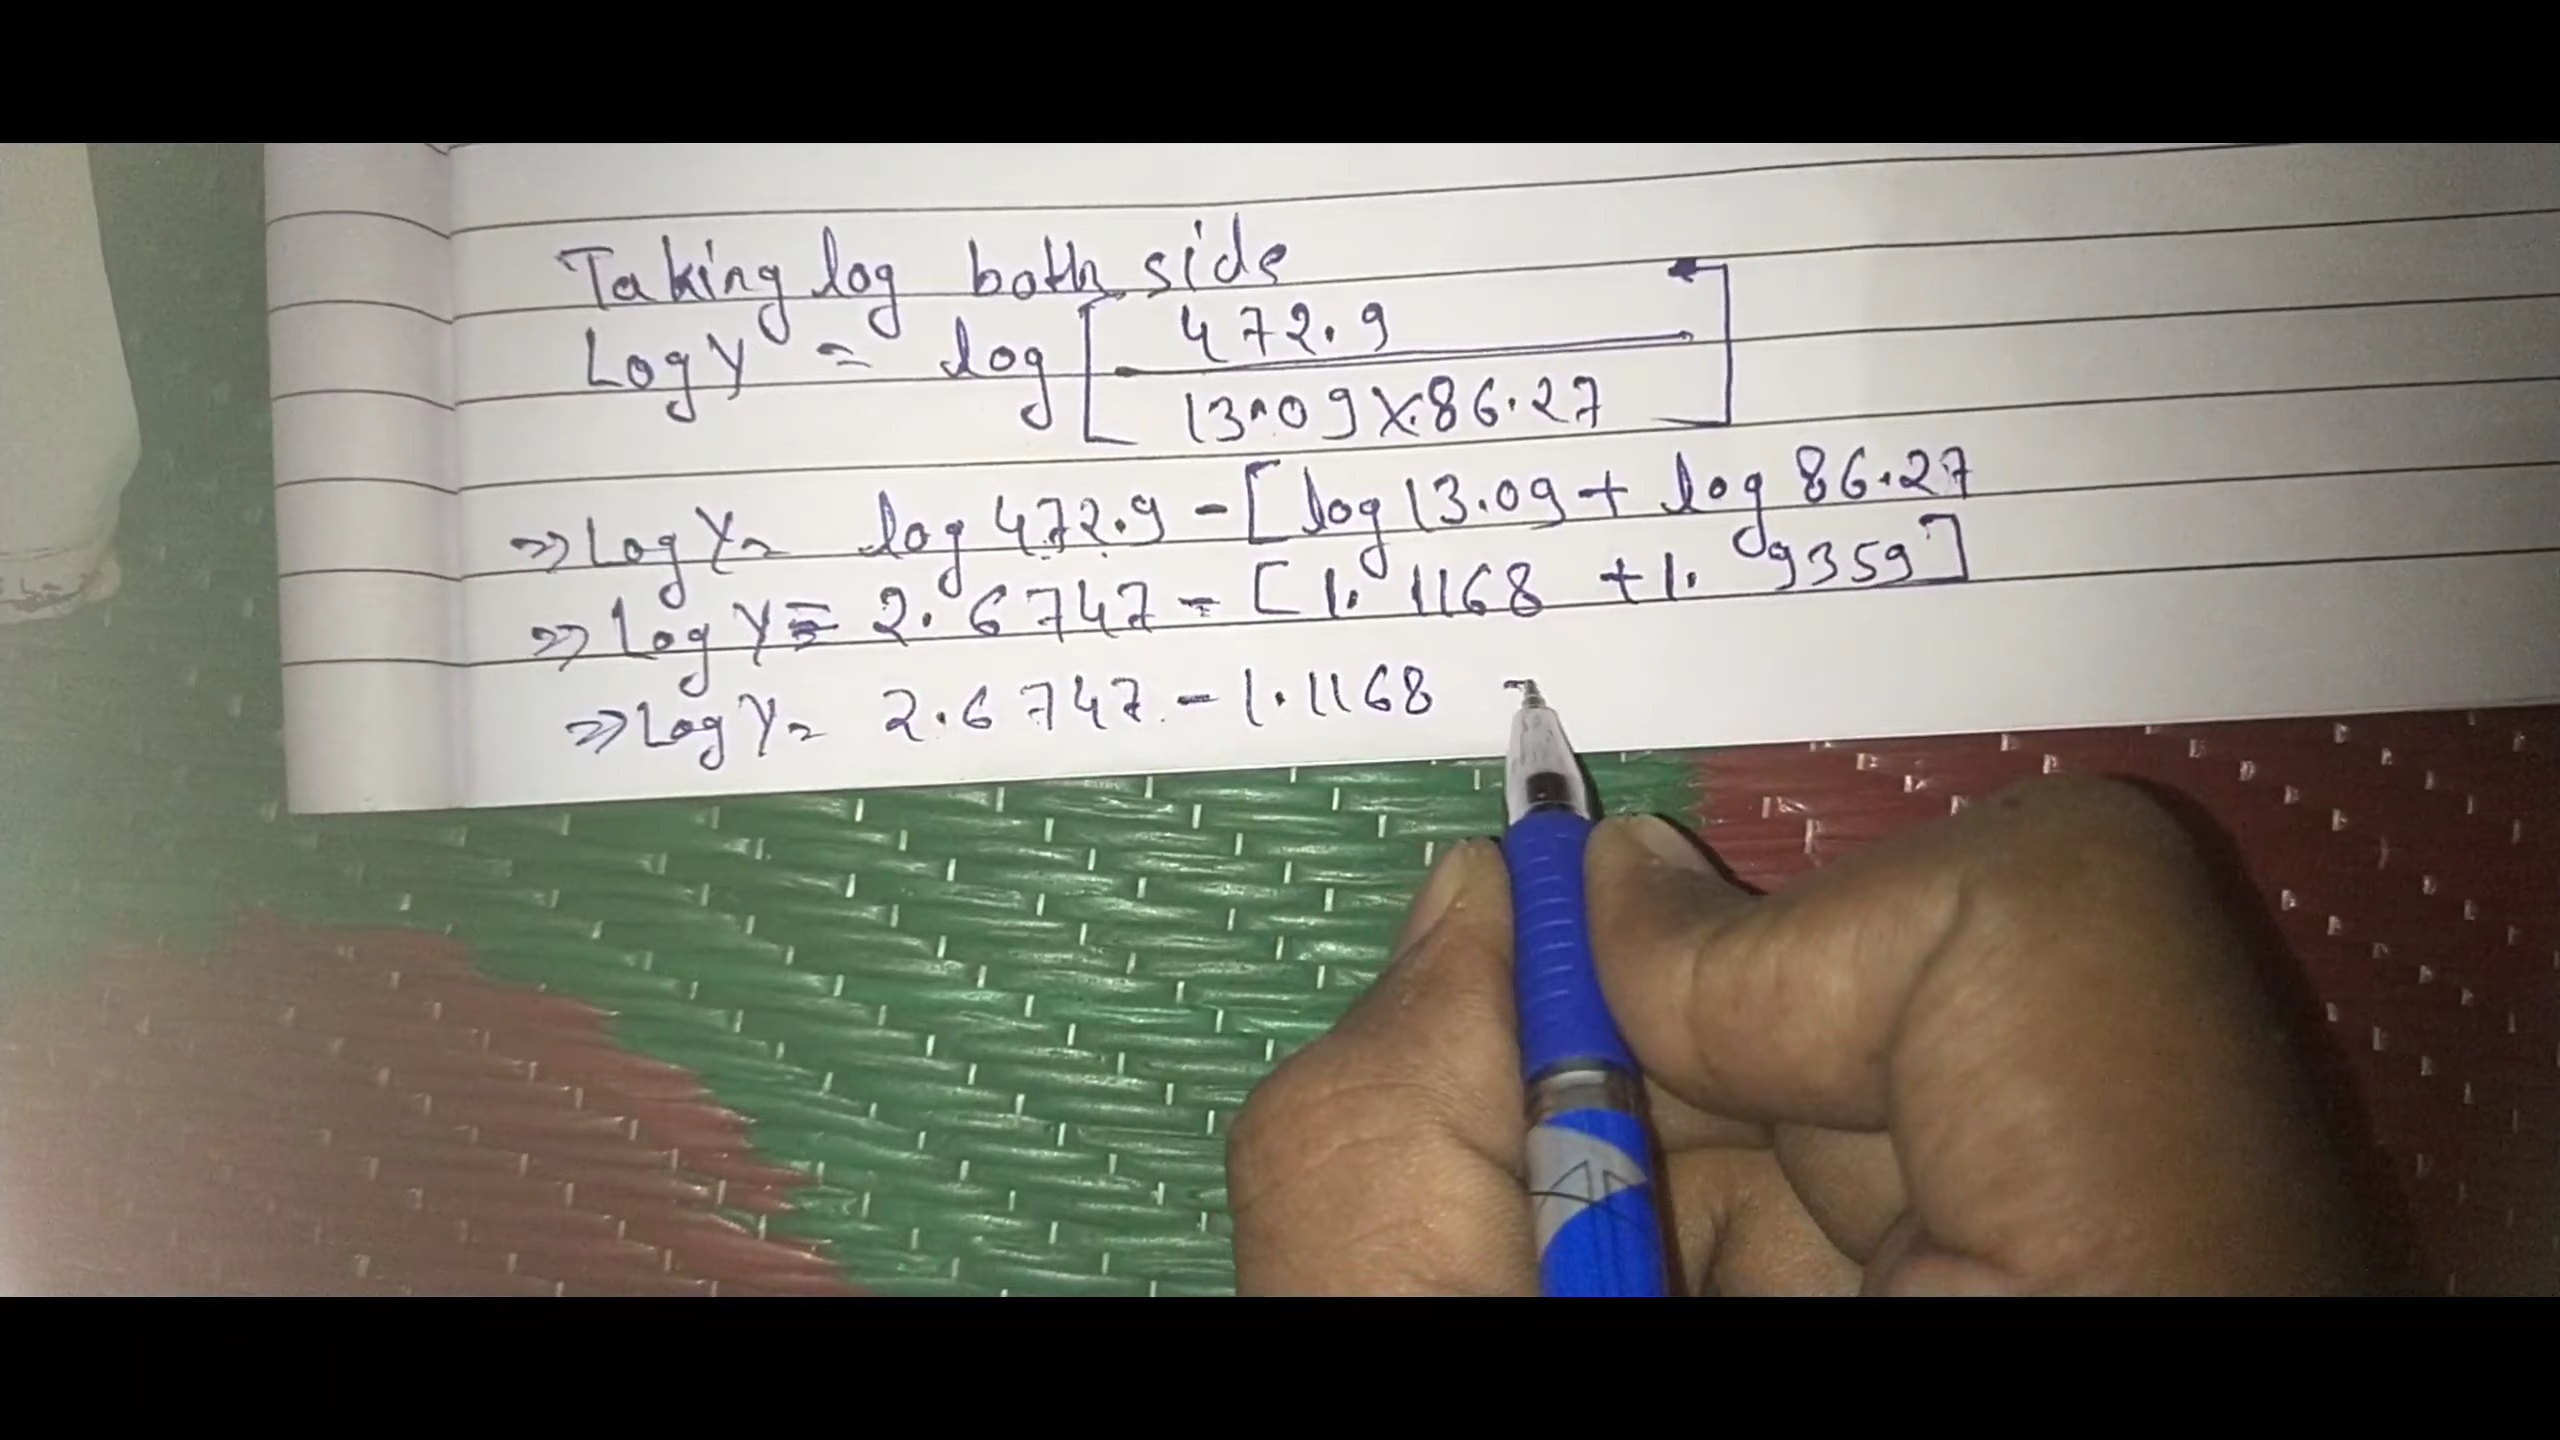 Taking log both side
Log Y = log [ 472.9 / 13.09 × 86.27 ]
⇒ Log Y = log 472.9 - [ log 13.09 + log 86.27
⇒ Log Y = 2.6747 - [ 1.1168 + 1.9359 ]
⇒ Log Y = 2.6747 - 1.1168 -